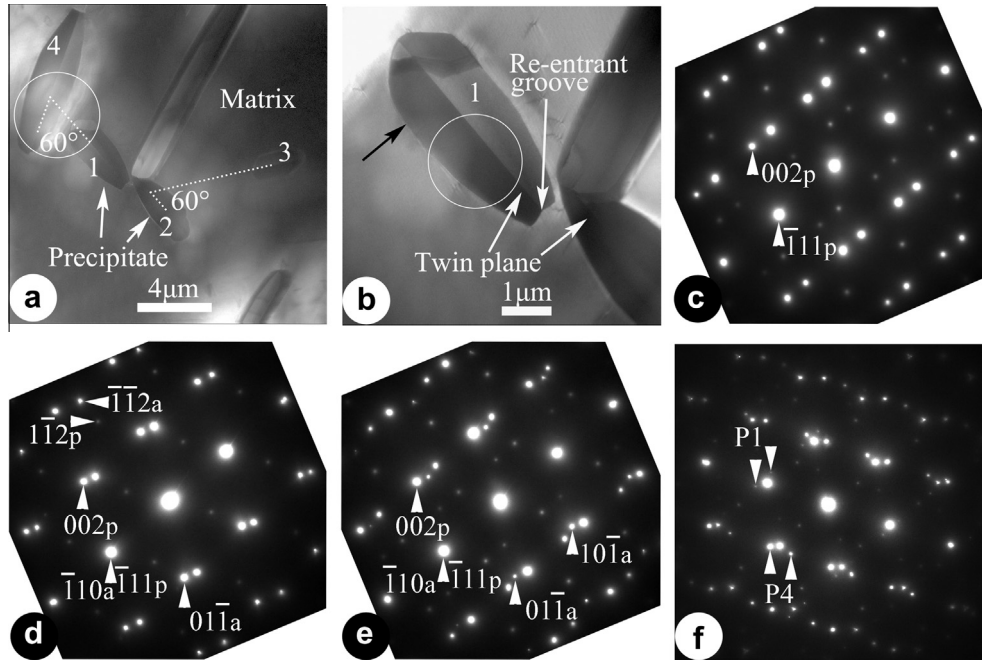 4
Matrix
60°
1
3
60°
2
Precipitate
4μm
a
Re-entrant
groove
1
Twin plane
1μm
b
002p
1̅11p
c
1̅1̅2a
11̅2p
002p
1̅10a 1̅11p
011̅a
d
002p
101̅a
1̅10a 1̅11p
011̅a
e
P1
P4
f